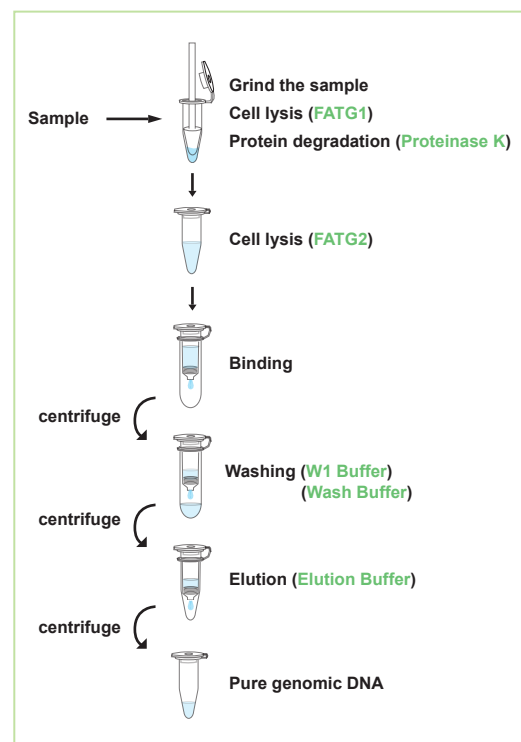 Grind the sample
Sample
Cell lysis (FATG1)
Protein degradation (Proteinase K)
Cell lysis (FATG2)
Binding
centrifuge
Washing (W1 Buffer)
(Wash Buffer)
centrifuge
Elution (Elution Buffer)
centrifuge
Pure genomic DNA